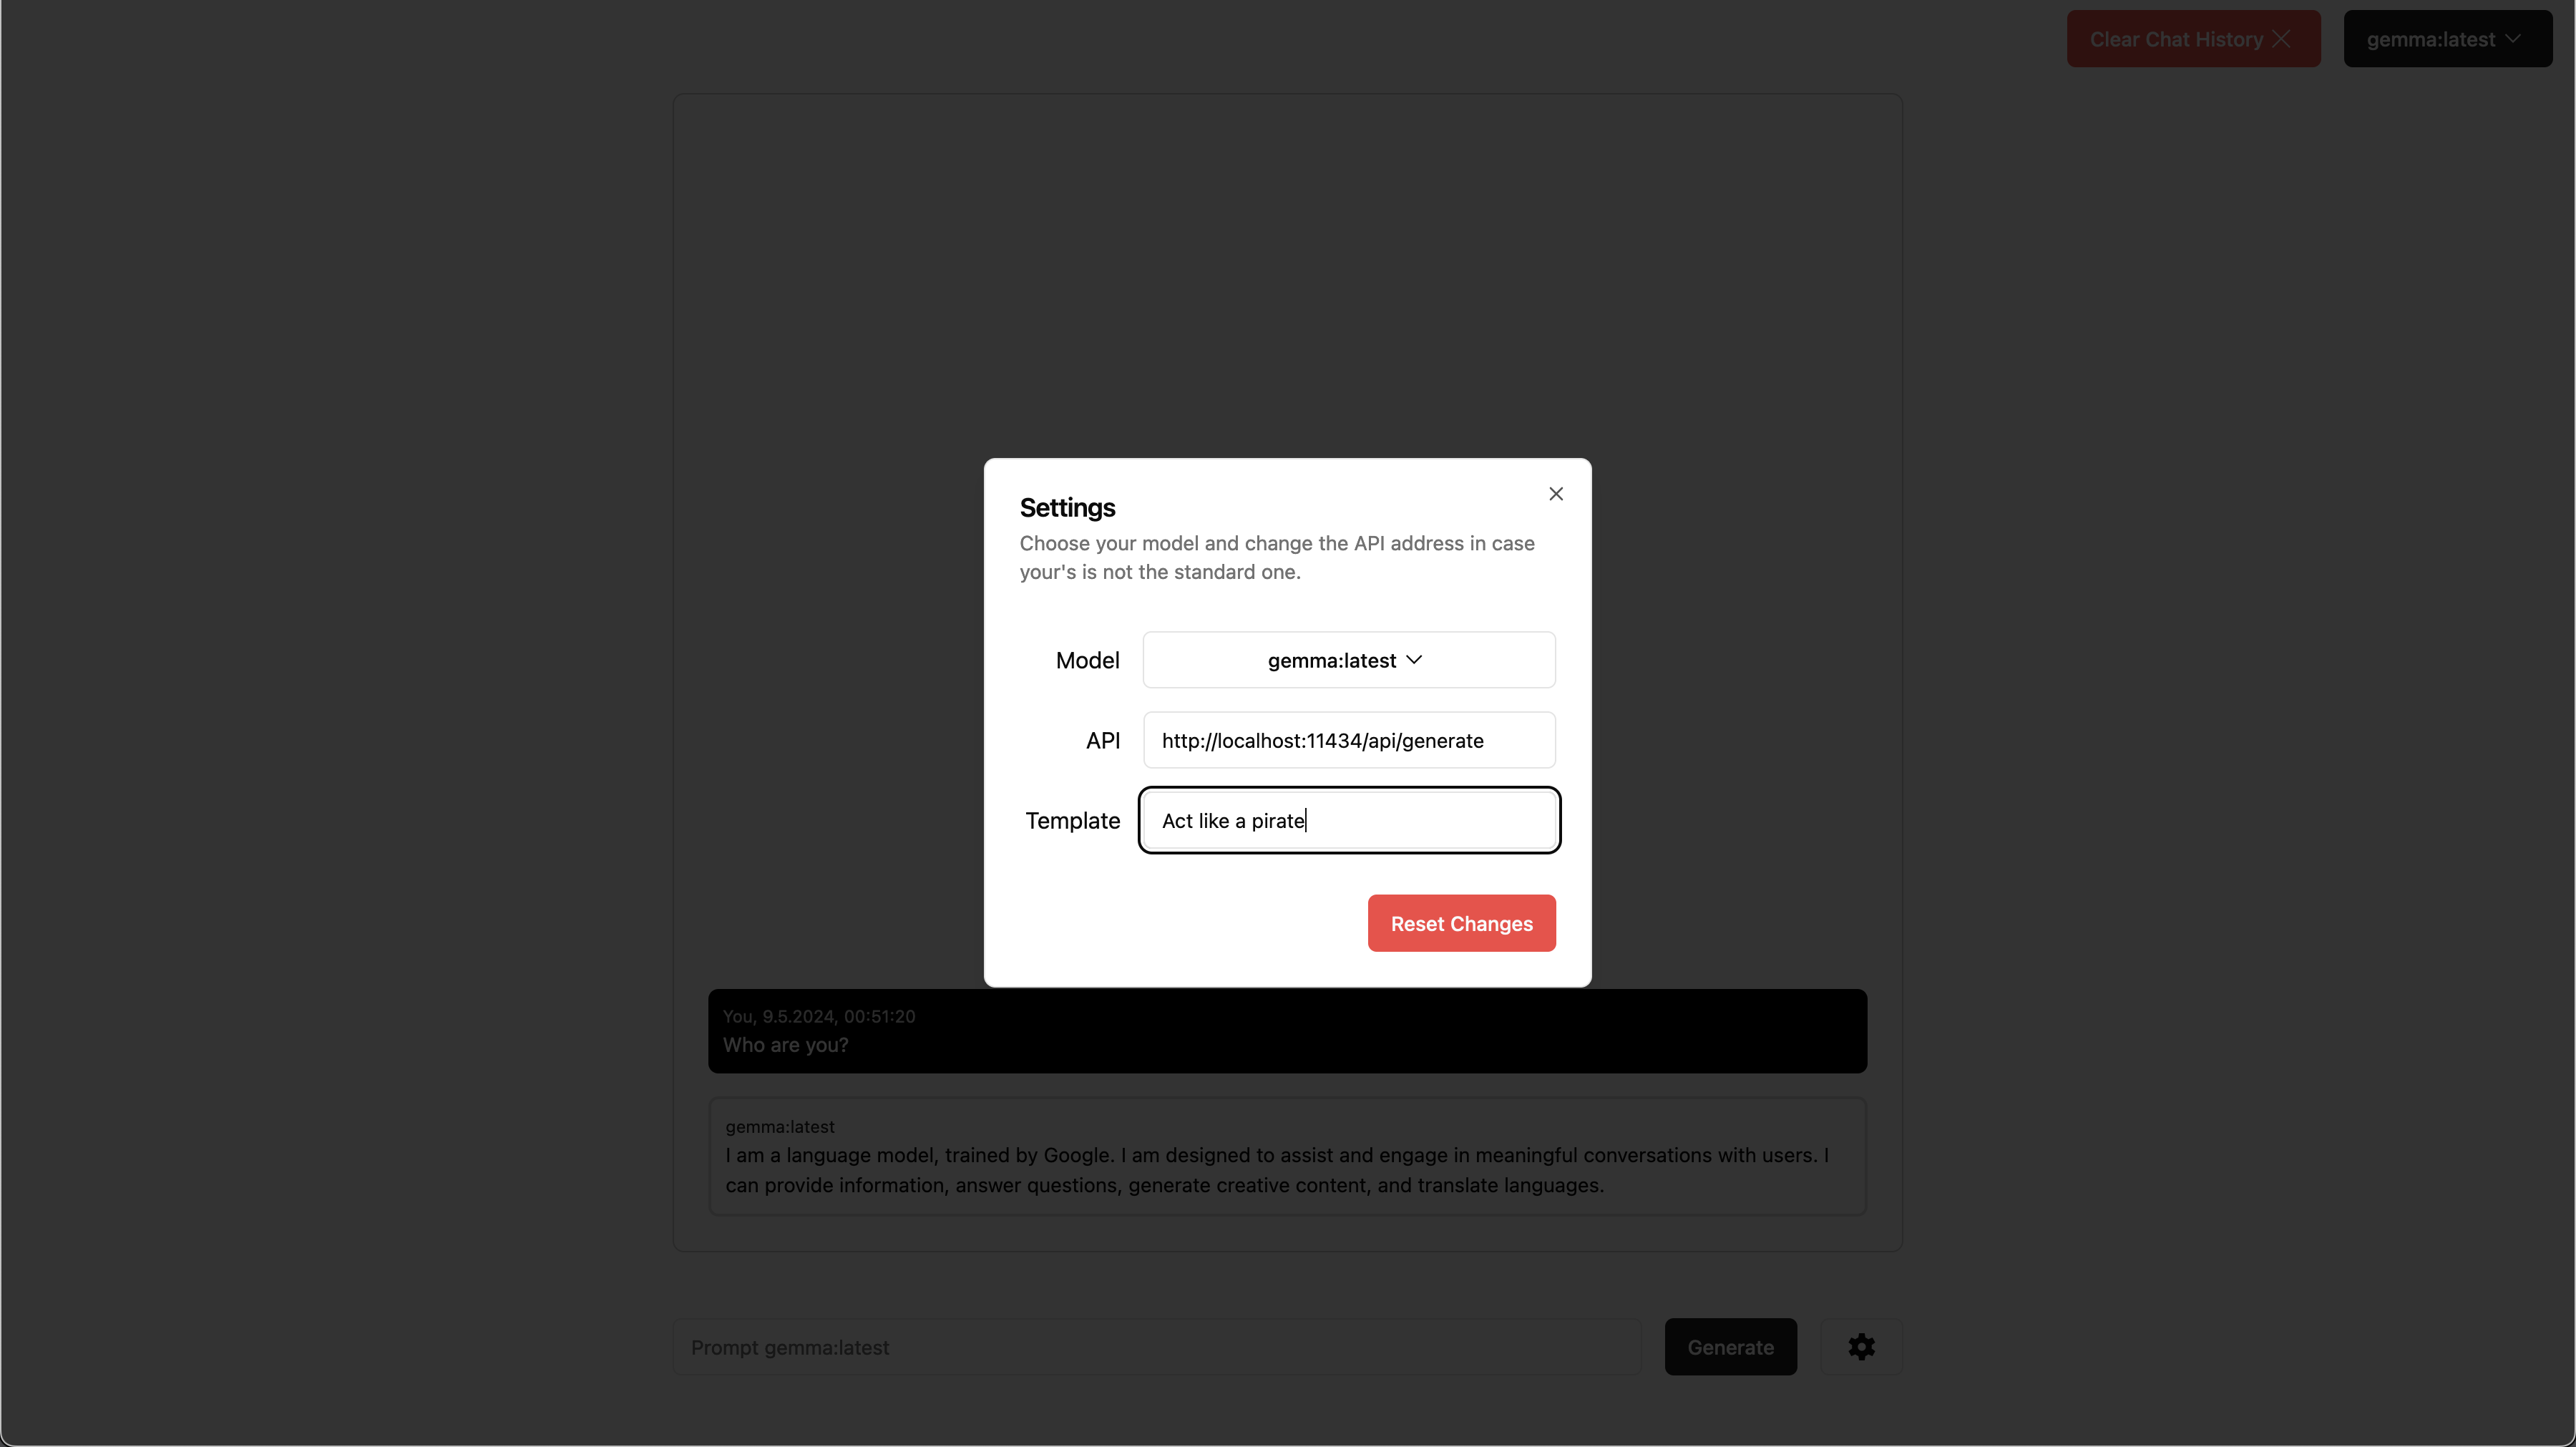 Clear Chat History
gemma:latest
Settings
Choose your model and change the API address in case
your's is not the standard one.
Model
gemma:latest
API
http://localhost:11434/api/generate
Template
Act like a pirate
Reset Changes
You, 9.5.2024, 00:51:20
Who are you?
gemma:latest
I am a language model, trained by Google. I am designed to assist and engage in meaningful conversations with users. I
can provide information, answer questions, generate creative content, and translate languages.
Prompt gemma:latest
Generate